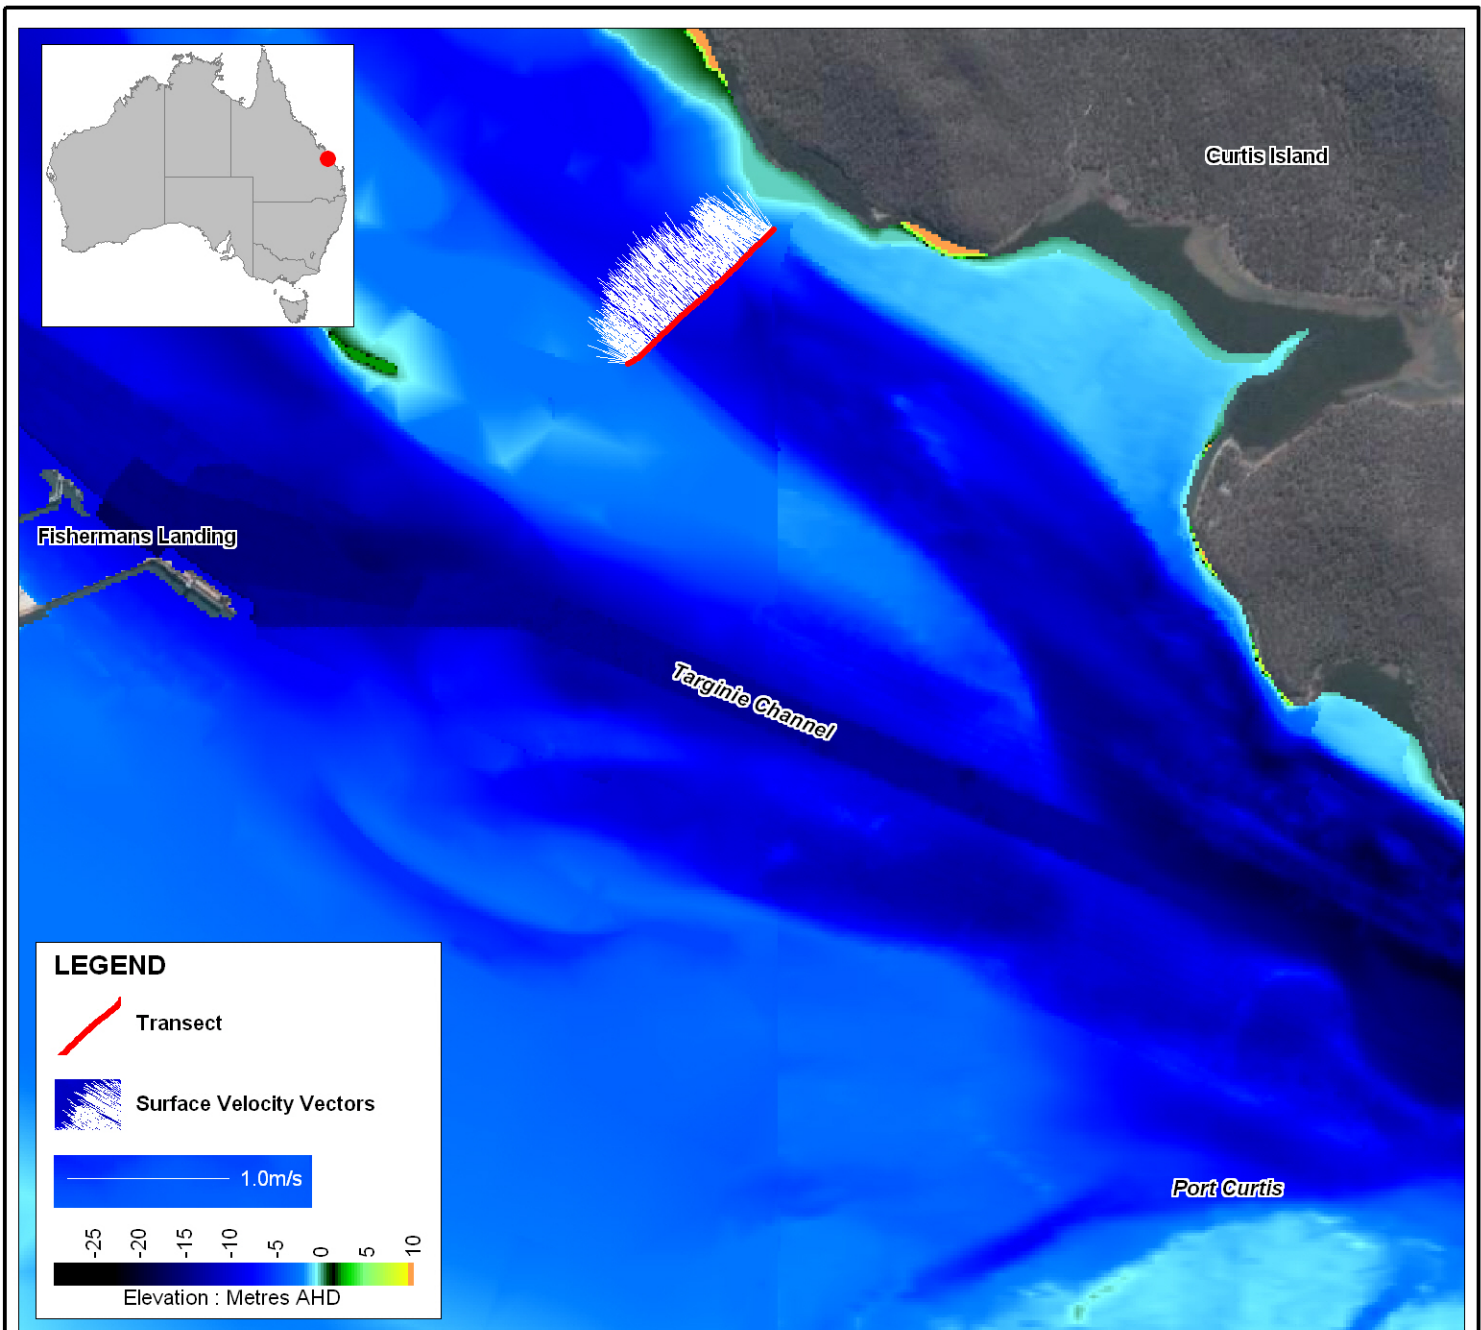 Curtis Island
Fishermans Landing
Targinie Channel
Port Curtis
LEGEND
Transect
Surface Velocity Vectors
1.0m/s
-25 -20 -15 -10 -5 0 5 10
Elevation : Metres AHD